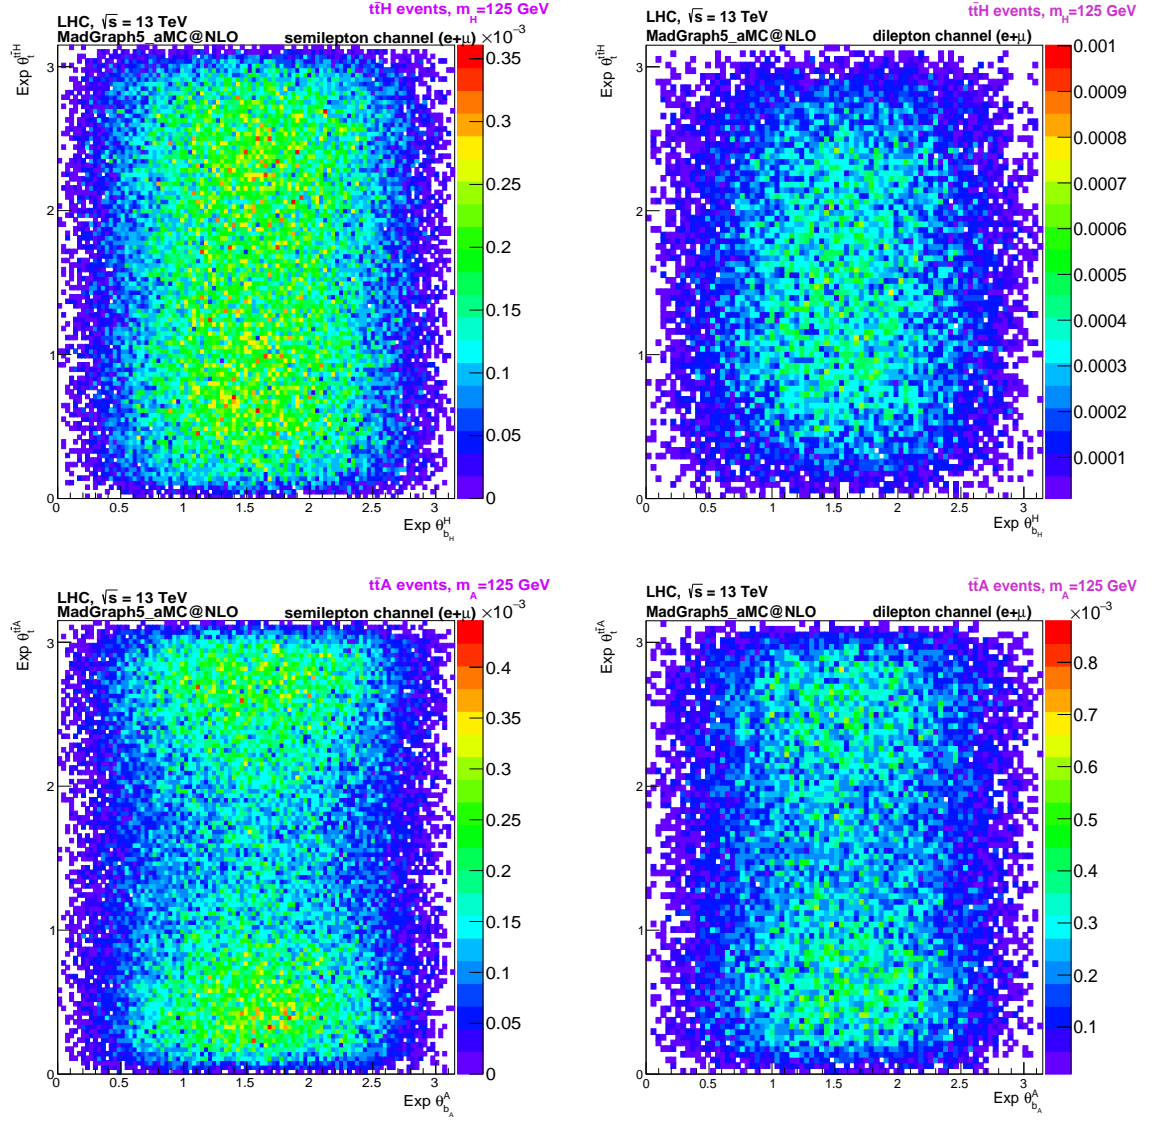 tt̄H events, m_H=125 GeV
LHC, √s = 13 TeV
MadGraph5_aMC@NLO semilepton channel (e+μ) ×10⁻³
Exp θ_t^{tt̄H}
3
2
1
0
0 0.5 1 1.5 2 2.5 3
Exp θ_{b_H}^H
0.35
0.3
0.25
0.2
0.15
0.1
0.05
0
tt̄H events, m_H=125 GeV
LHC, √s = 13 TeV
MadGraph5_aMC@NLO dilepton channel (e+μ)
Exp θ_t^{tt̄H}
3
2
1
0
0 0.5 1 1.5 2 2.5 3
Exp θ_{b_H}^H
0.001
0.0009
0.0008
0.0007
0.0006
0.0005
0.0004
0.0003
0.0002
0.0001
tt̄A events, m_A=125 GeV
LHC, √s = 13 TeV
MadGraph5_aMC@NLO semilepton channel (e+μ) ×10⁻³
Exp θ_t^{tt̄A}
3
2
1
0
0 0.5 1 1.5 2 2.5 3
Exp θ_{b_A}^A
0.4
0.35
0.3
0.25
0.2
0.15
0.1
0.05
0
tt̄A events, m_A=125 GeV
LHC, √s = 13 TeV ×10⁻³
MadGraph5_aMC@NLO dilepton channel (e+μ)
Exp θ_t^{tt̄A}
3
2
1
0
0 0.5 1 1.5 2 2.5 3
Exp θ_{b_A}^A
0.8
0.7
0.6
0.5
0.4
0.3
0.2
0.1